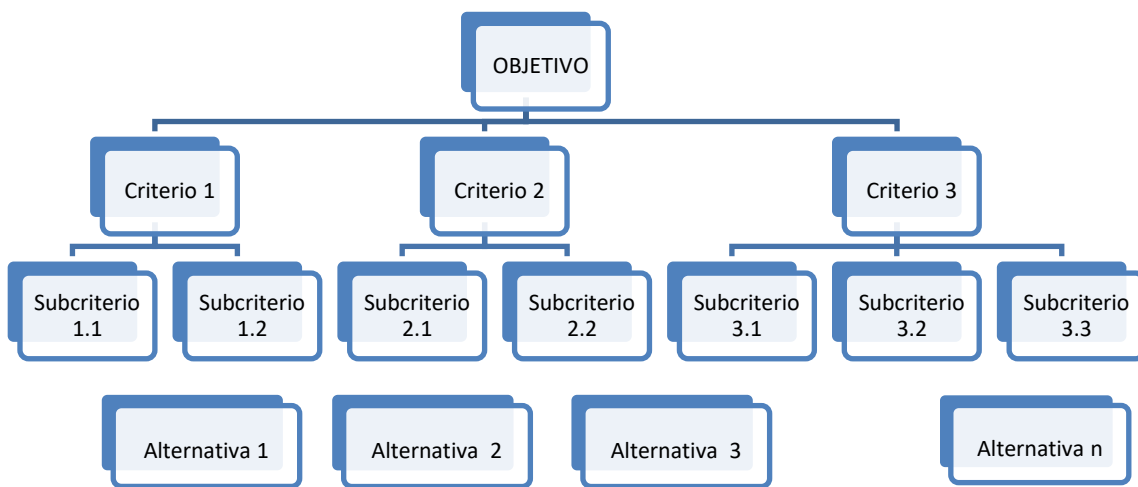 OBJETIVO
Criterio 1
Criterio 2
Criterio 3
Subcriterio
1.1
Subcriterio
1.2
Subcriterio
2.1
Subcriterio
2.2
Subcriterio
3.1
Subcriterio
3.2
Subcriterio
3.3
Alternativa 1
Alternativa 2
Alternativa 3
Alternativa n